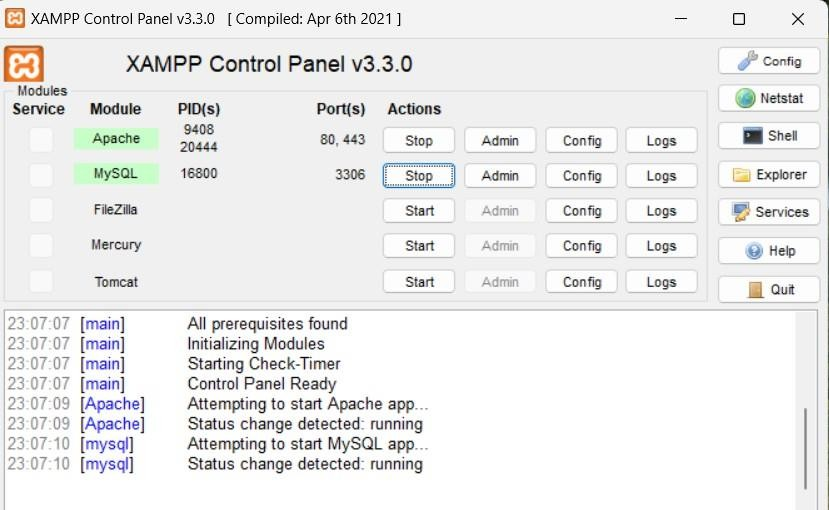 XAMPP Control Panel v3.3.0 [ Compiled: Apr 6th 2021 ]
XAMPP Control Panel v3.3.0
Config
Modules
Service Module PID(s) Port(s) Actions
Netstat
Apache 9408 20444 80, 443 Stop Admin Config Logs
Shell
MySQL 16800 3306 Stop Admin Config Logs
Explorer
FileZilla Start Admin Config Logs
Services
Mercury Start Admin Config Logs
Help
Tomcat Start Admin Config Logs
Quit
23:07:07 [main] All prerequisites found
23:07:07 [main] Initializing Modules
23:07:07 [main] Starting Check-Timer
23:07:07 [main] Control Panel Ready
23:07:09 [Apache] Attempting to start Apache app...
23:07:09 [Apache] Status change detected: running
23:07:10 [mysql] Attempting to start MySQL app...
23:07:10 [mysql] Status change detected: running